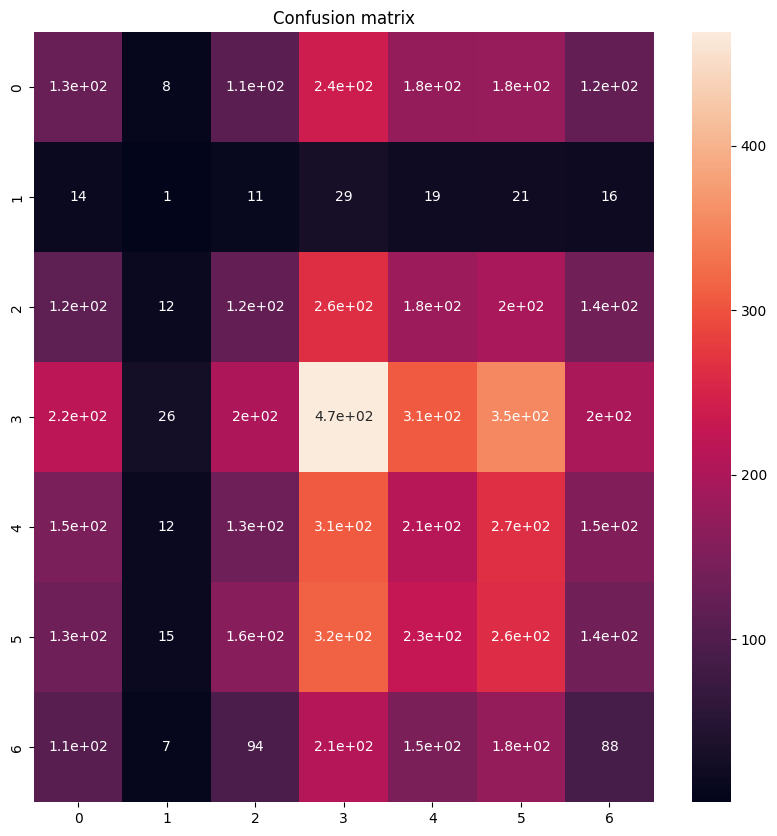 Confusion matrix
0 1.3e+02 8 1.1e+02 2.4e+02 1.8e+02 1.8e+02 1.2e+02
1 14 1 11 29 19 21 16
2 1.2e+02 12 1.2e+02 2.6e+02 1.8e+02 2e+02 1.4e+02
3 2.2e+02 26 2e+02 4.7e+02 3.1e+02 3.5e+02 2e+02
4 1.5e+02 12 1.3e+02 3.1e+02 2.1e+02 2.7e+02 1.5e+02
5 1.3e+02 15 1.6e+02 3.2e+02 2.3e+02 2.6e+02 1.4e+02
6 1.1e+02 7 94 2.1e+02 1.5e+02 1.8e+02 88
0 1 2 3 4 5 6
400
300
200
100